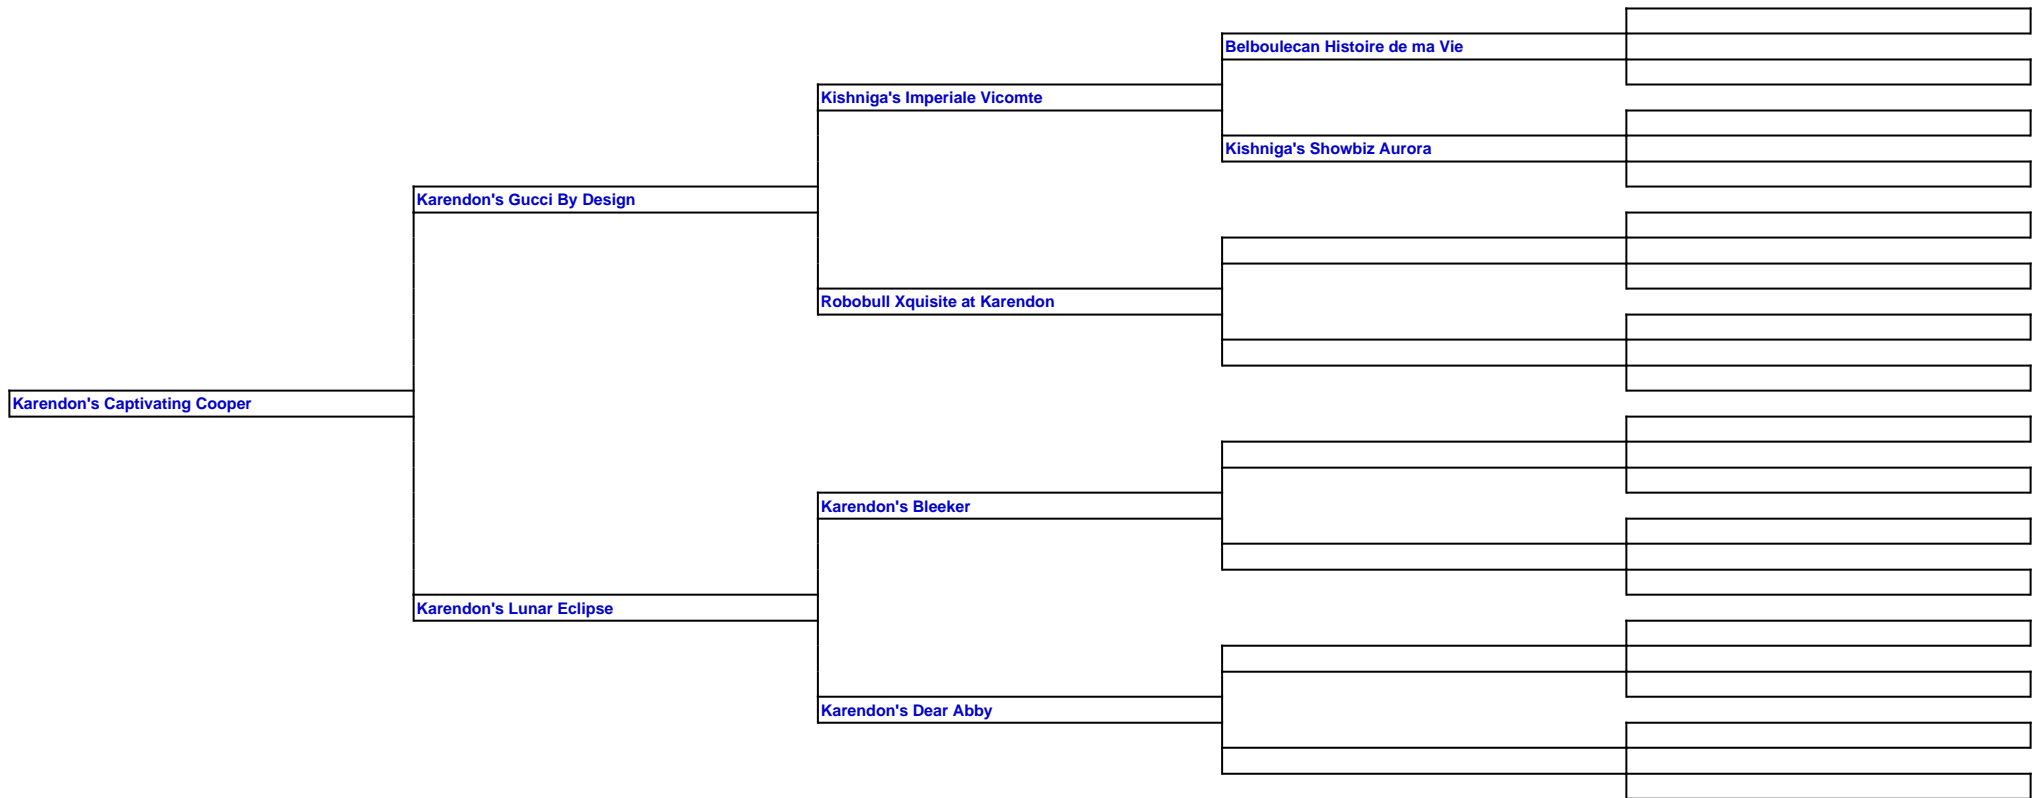 Belboulecan Histoire de ma Vie
Kishniga's Imperiale Vicomte
Kishniga's Showbiz Aurora
Karendon's Gucci By Design
Robobull Xquisite at Karendon
Karendon's Captivating Cooper
Karendon's Bleeker
Karendon's Lunar Eclipse
Karendon's Dear Abby